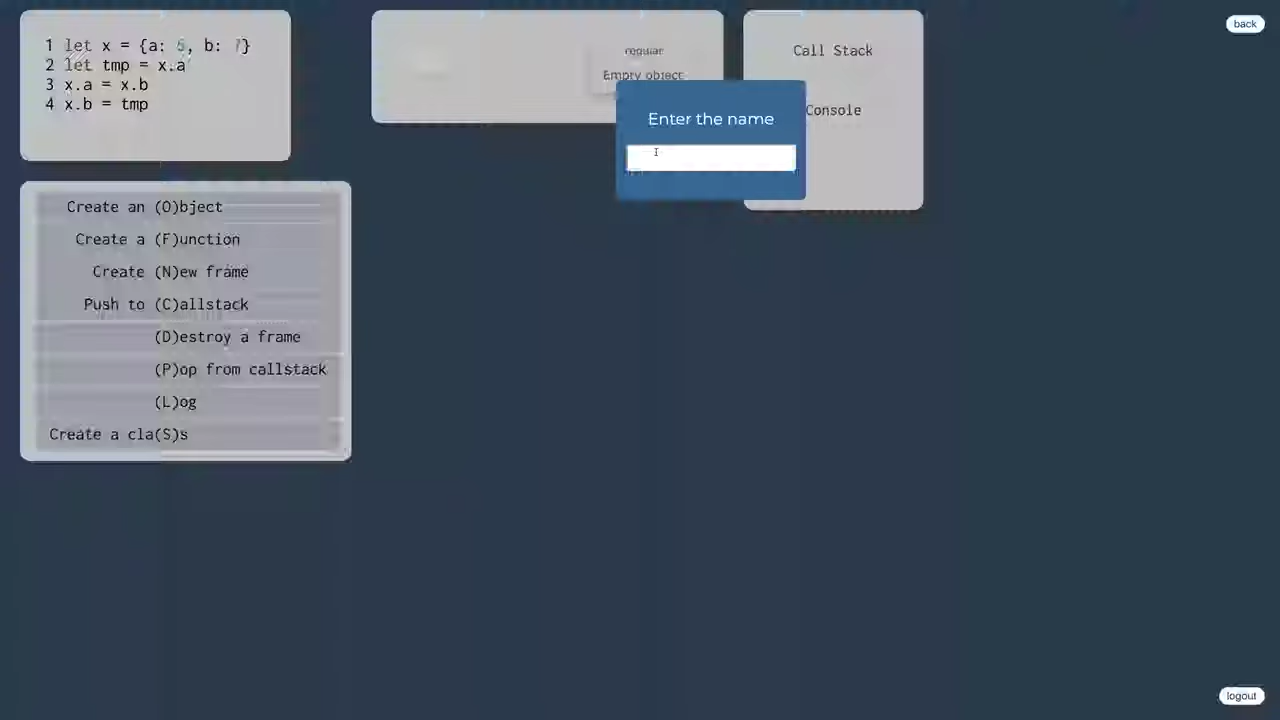 1 let x = {a: 5, b: 7}
2 let tmp = x.a
3 x.a = x.b
4 x.b = tmp
Create an (O)bject
Create a (F)unction
Create (N)ew frame
Push to (C)allstack
(D)estroy a frame
(P)op from callstack
(L)og
Create a cla(S)s
regular
Empty object
Enter the name
Call Stack
Console
back
logout